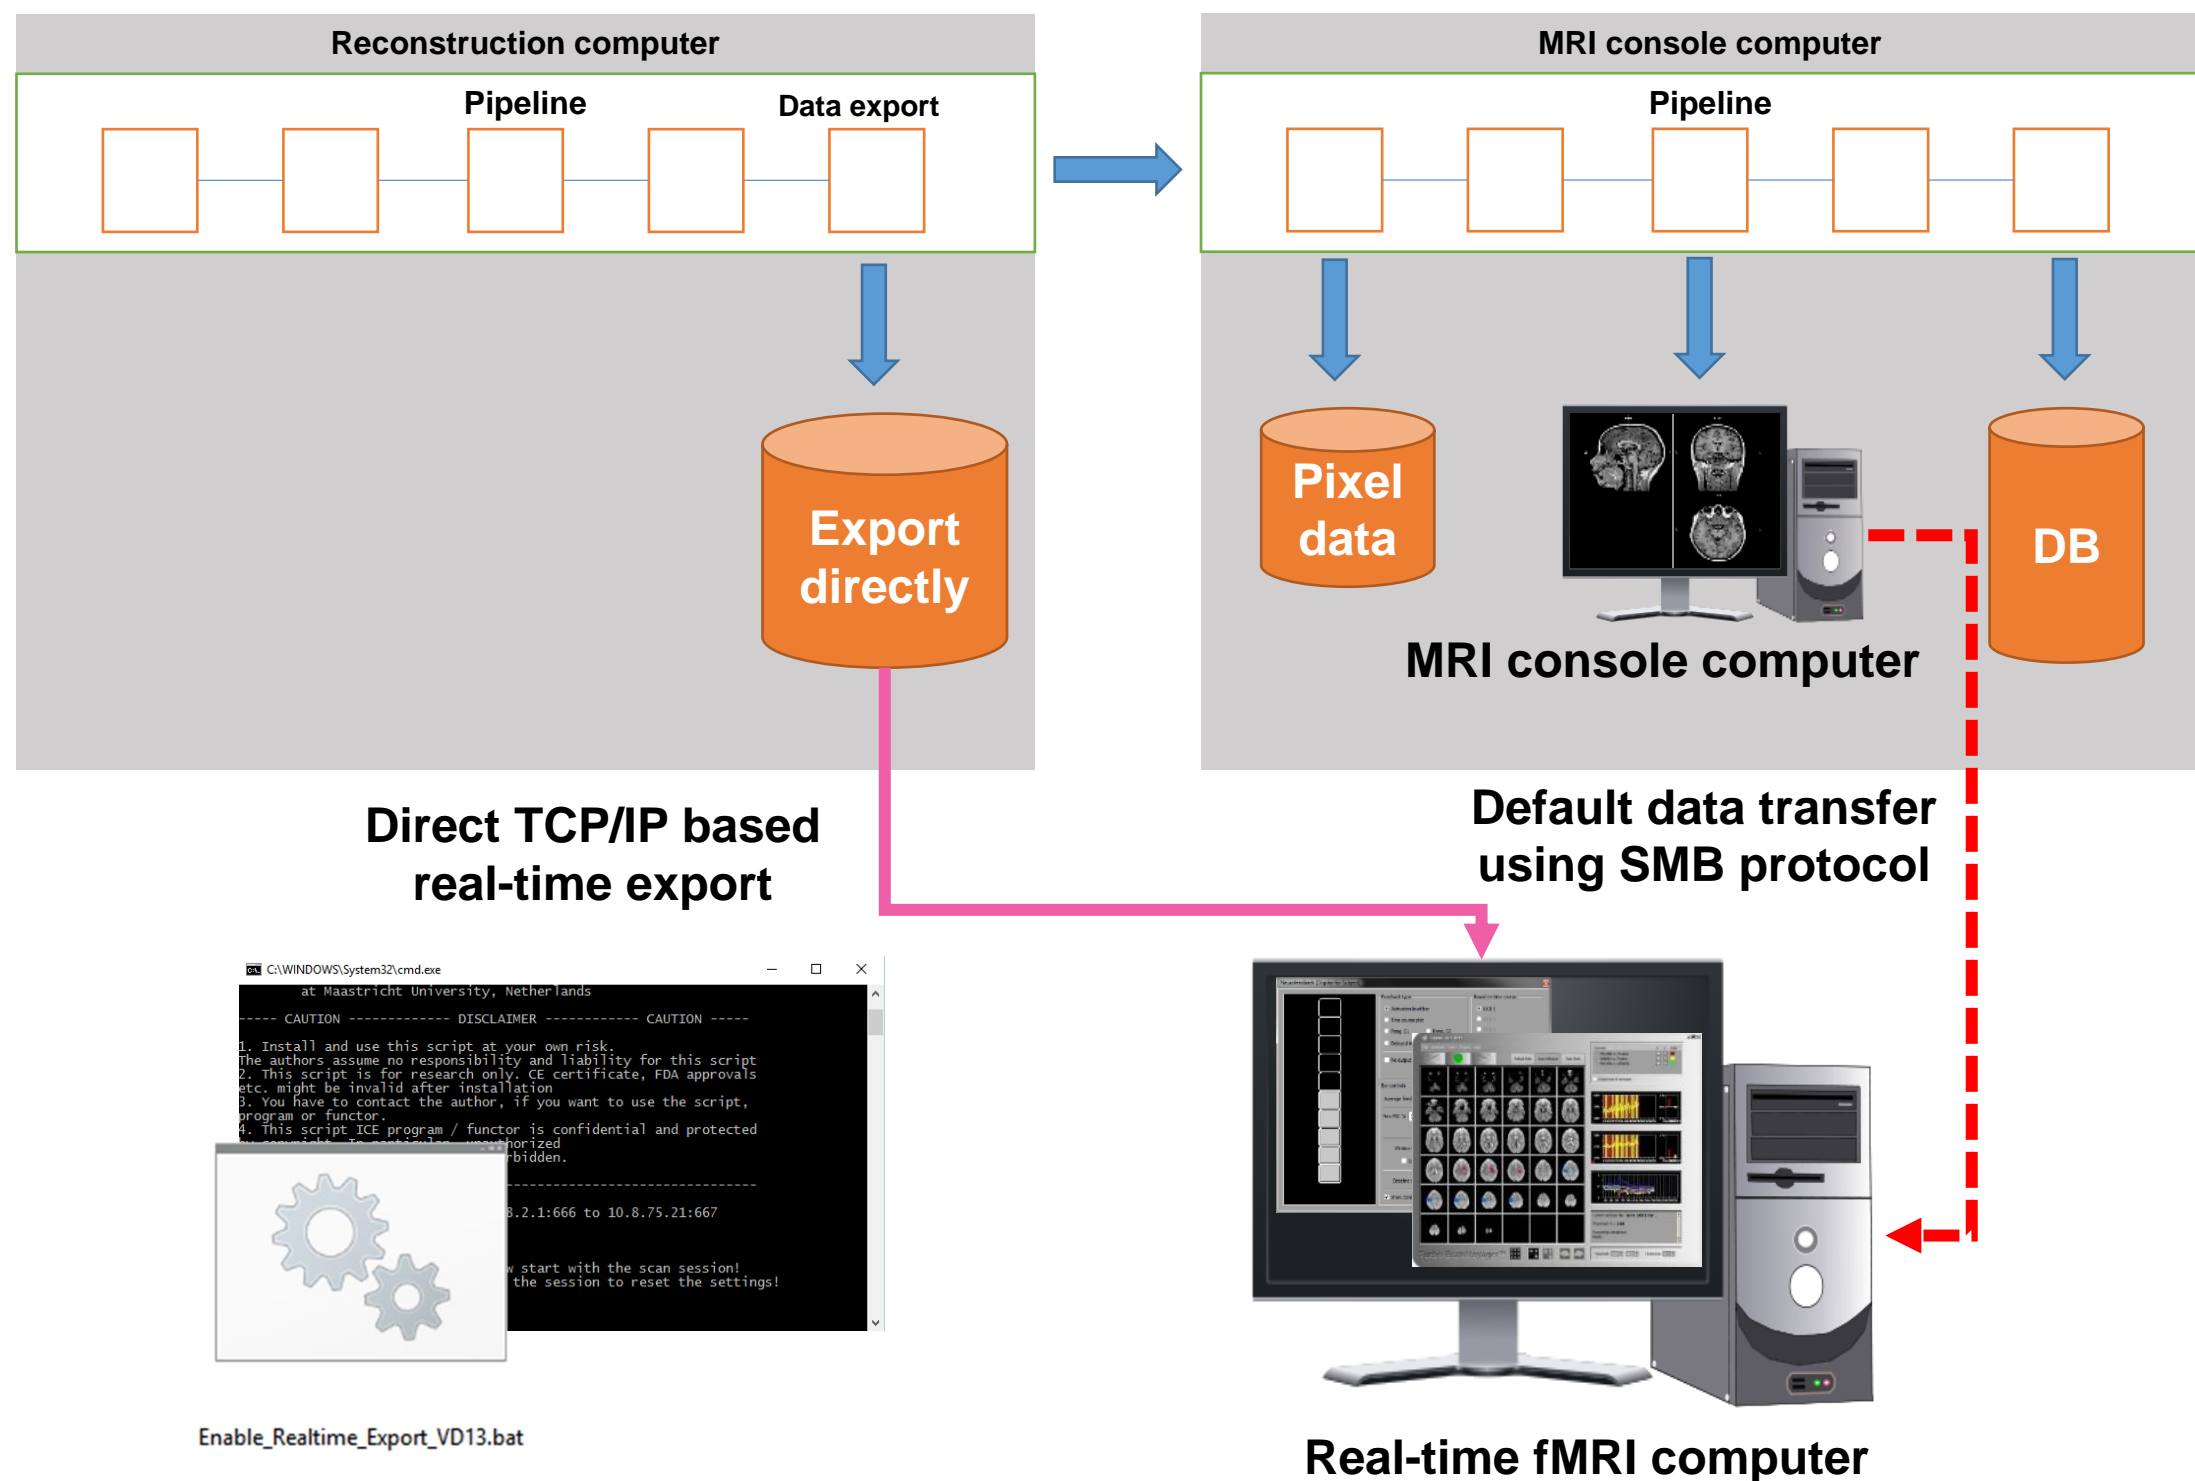 Reconstruction computer
Pipeline
Data export
MRI console computer
Pipeline
Export
directly
Pixel
data
DB
MRI console computer
Direct TCP/IP based
real-time export
Default data transfer
using SMB protocol
C:\WINDOWS\System32\cmd.exe
at Maastricht University, Netherlands
----- CAUTION ------------- DISCLAIMER ------------ CAUTION -----
1. Install and use this script at your own risk.
The authors assume no responsibility and liability for this script
2. This script is for research only. CE certificate, FDA approvals
etc. might be invalid after installation
3. You have to contact the author, if you want to use the script,
program or functor.
4. This script ICE program / functor is confidential and protected
8.2.1:666 to 10.8.75.21:667
start with the scan session!
the session to reset the settings!
Enable_Realtime_Export_VD13.bat
Real-time fMRI computer